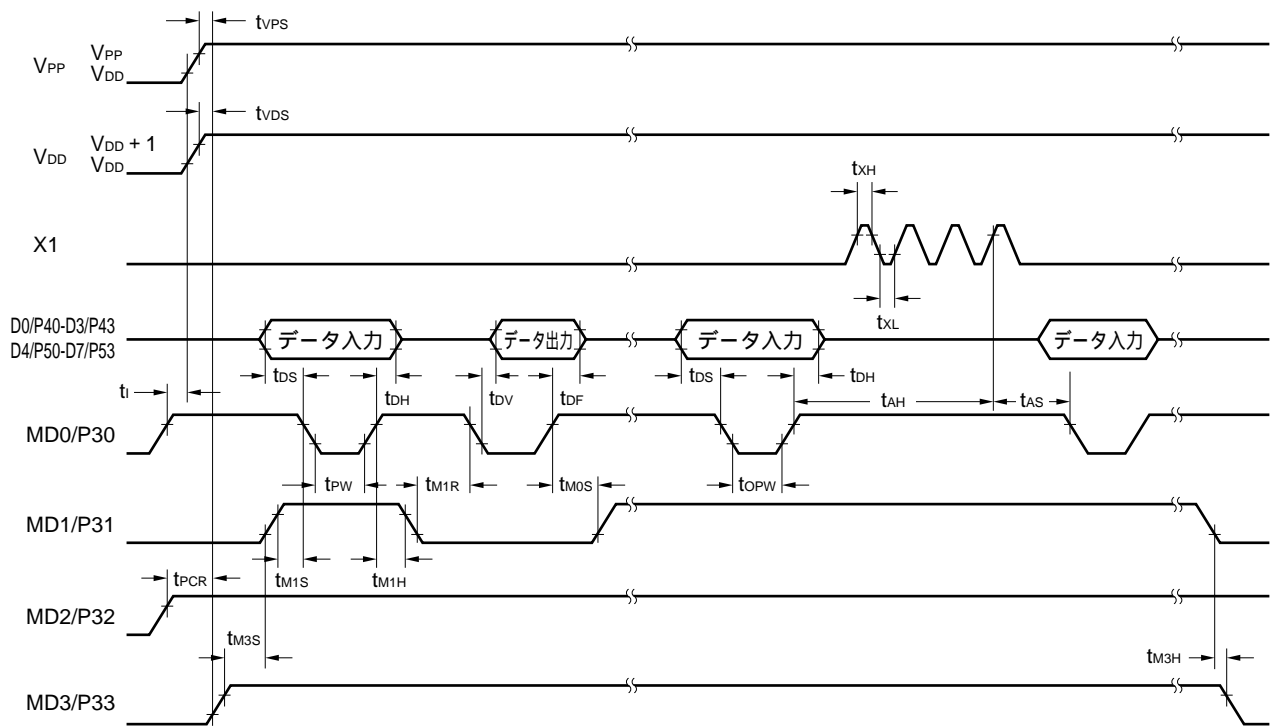 tVPS
VPP VPP
VDD
tVDS
VDD VDD + 1
VDD
tXH
X1
tXL
D0/P40-D3/P43
D4/P50-D7/P53
データ入力 データ出力 データ入力 データ入力
tDS tDH tDV tDF tDS tDH
tI tAH tAS
MD0/P30
tPW tM1R tM0S tOPW
MD1/P31
tM1S tM1H
tPCR
MD2/P32
tM3S tM3H
MD3/P33